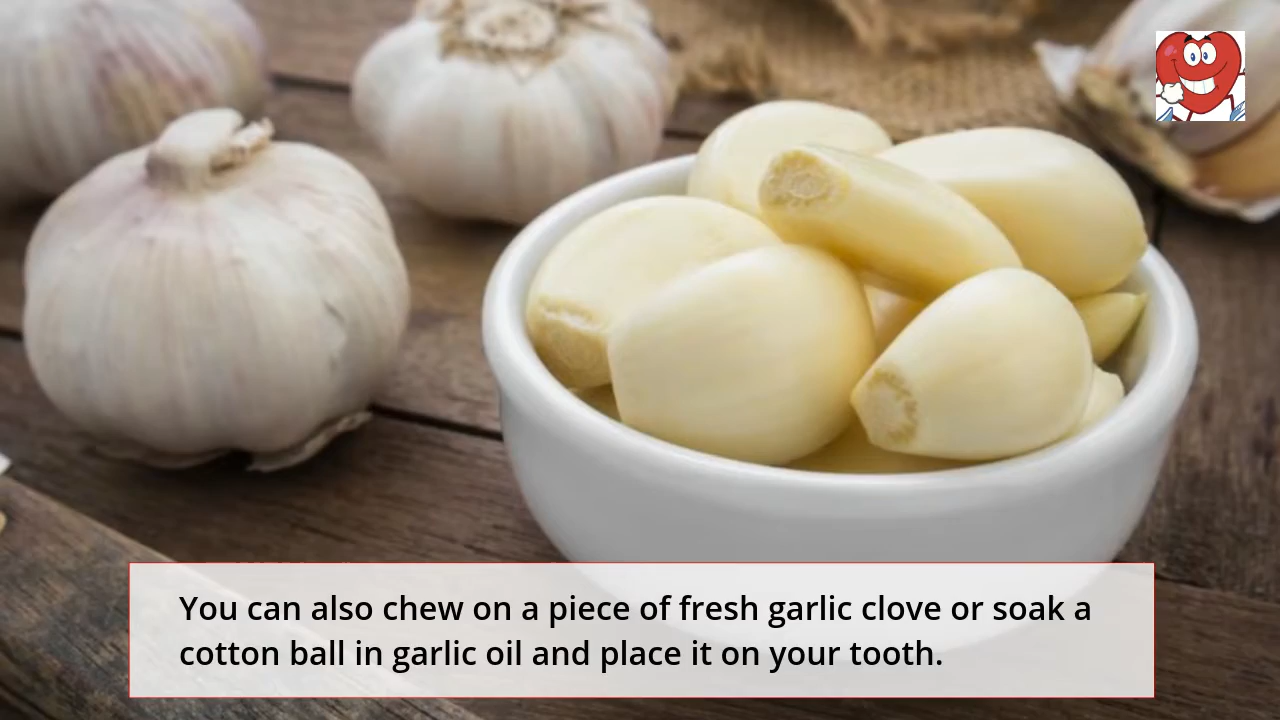 You can also chew on a piece of fresh garlic clove or soak a
cotton ball in garlic oil and place it on your tooth.